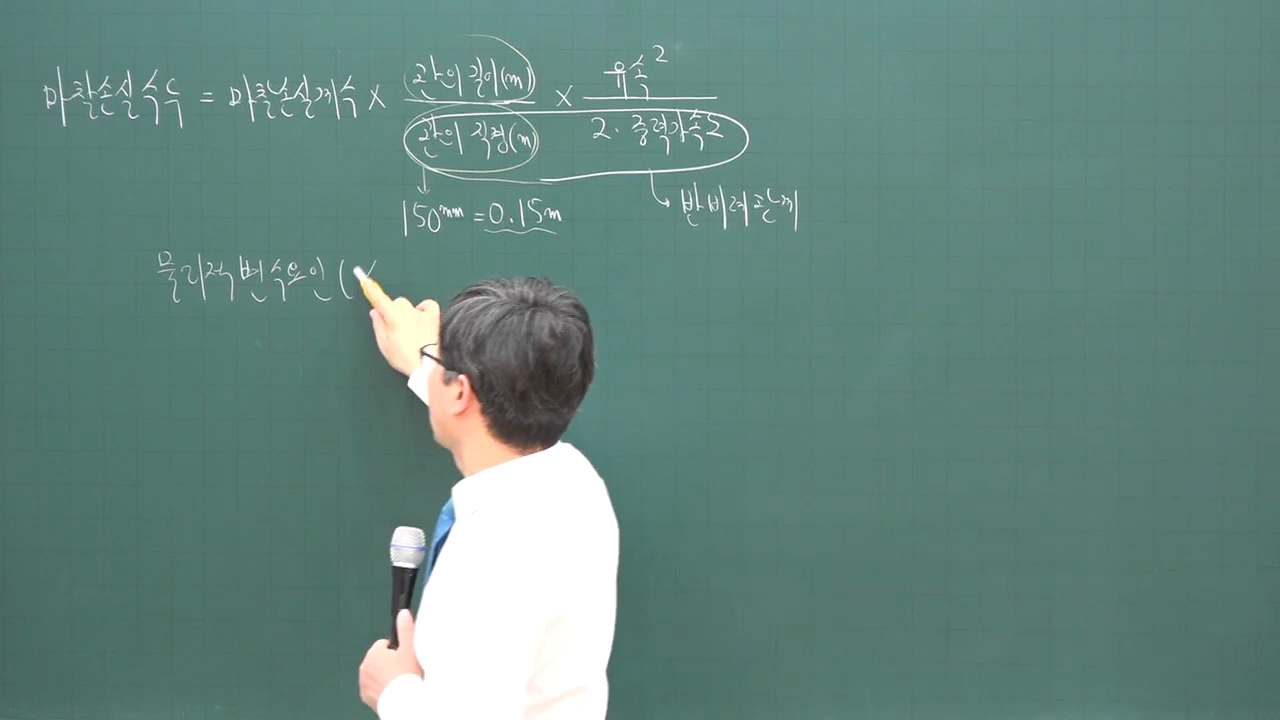 마찰손실수두 = 마찰손실계수 × 관의 길이(m) / 관의 직경(m) × 유속² / 2·중력가속도
150mm = 0.15m
반비례관계
물리적변수요인 (